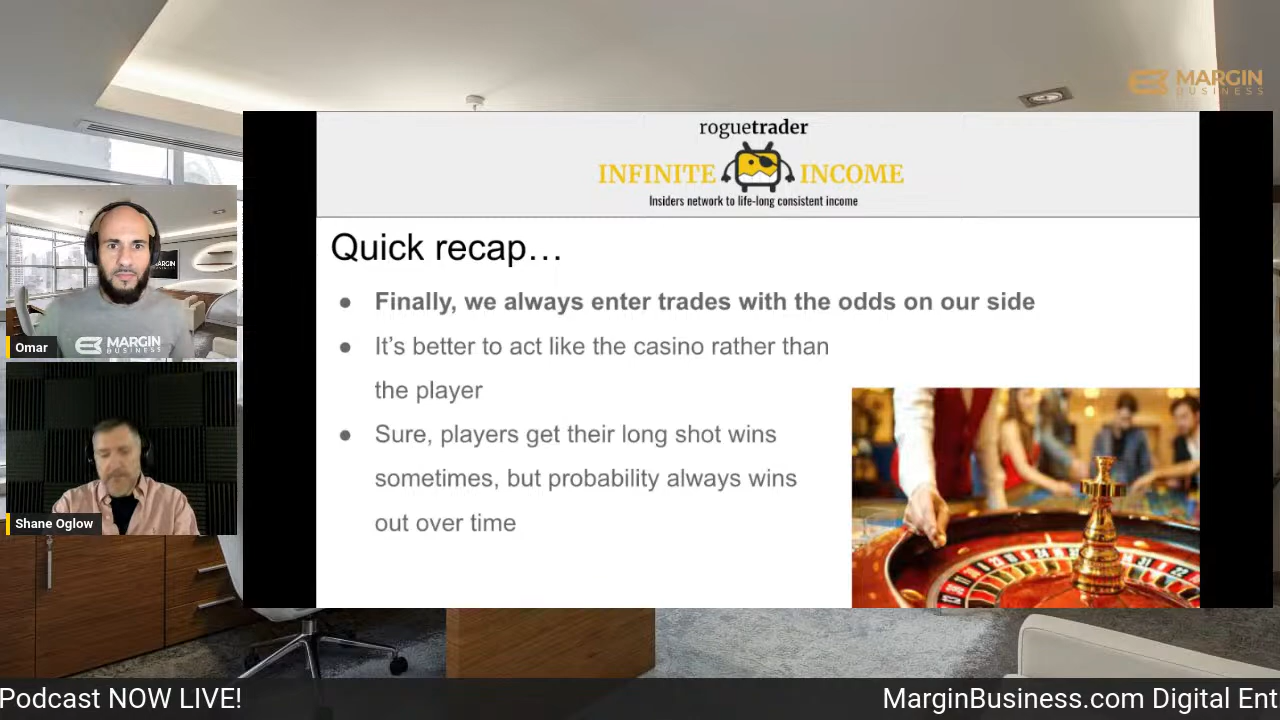 MARGIN
BUSINESS
roguetrader
INFINITE INCOME
Insiders network to life-long consistent income
Quick recap…
● Finally, we always enter trades with the odds on our side
● It’s better to act like the casino rather than
the player
● Sure, players get their long shot wins
sometimes, but probability always wins
out over time
Omar
MARGIN
BUSINESS
Shane Oglow
Podcast NOW LIVE!
MarginBusiness.com Digital Ent